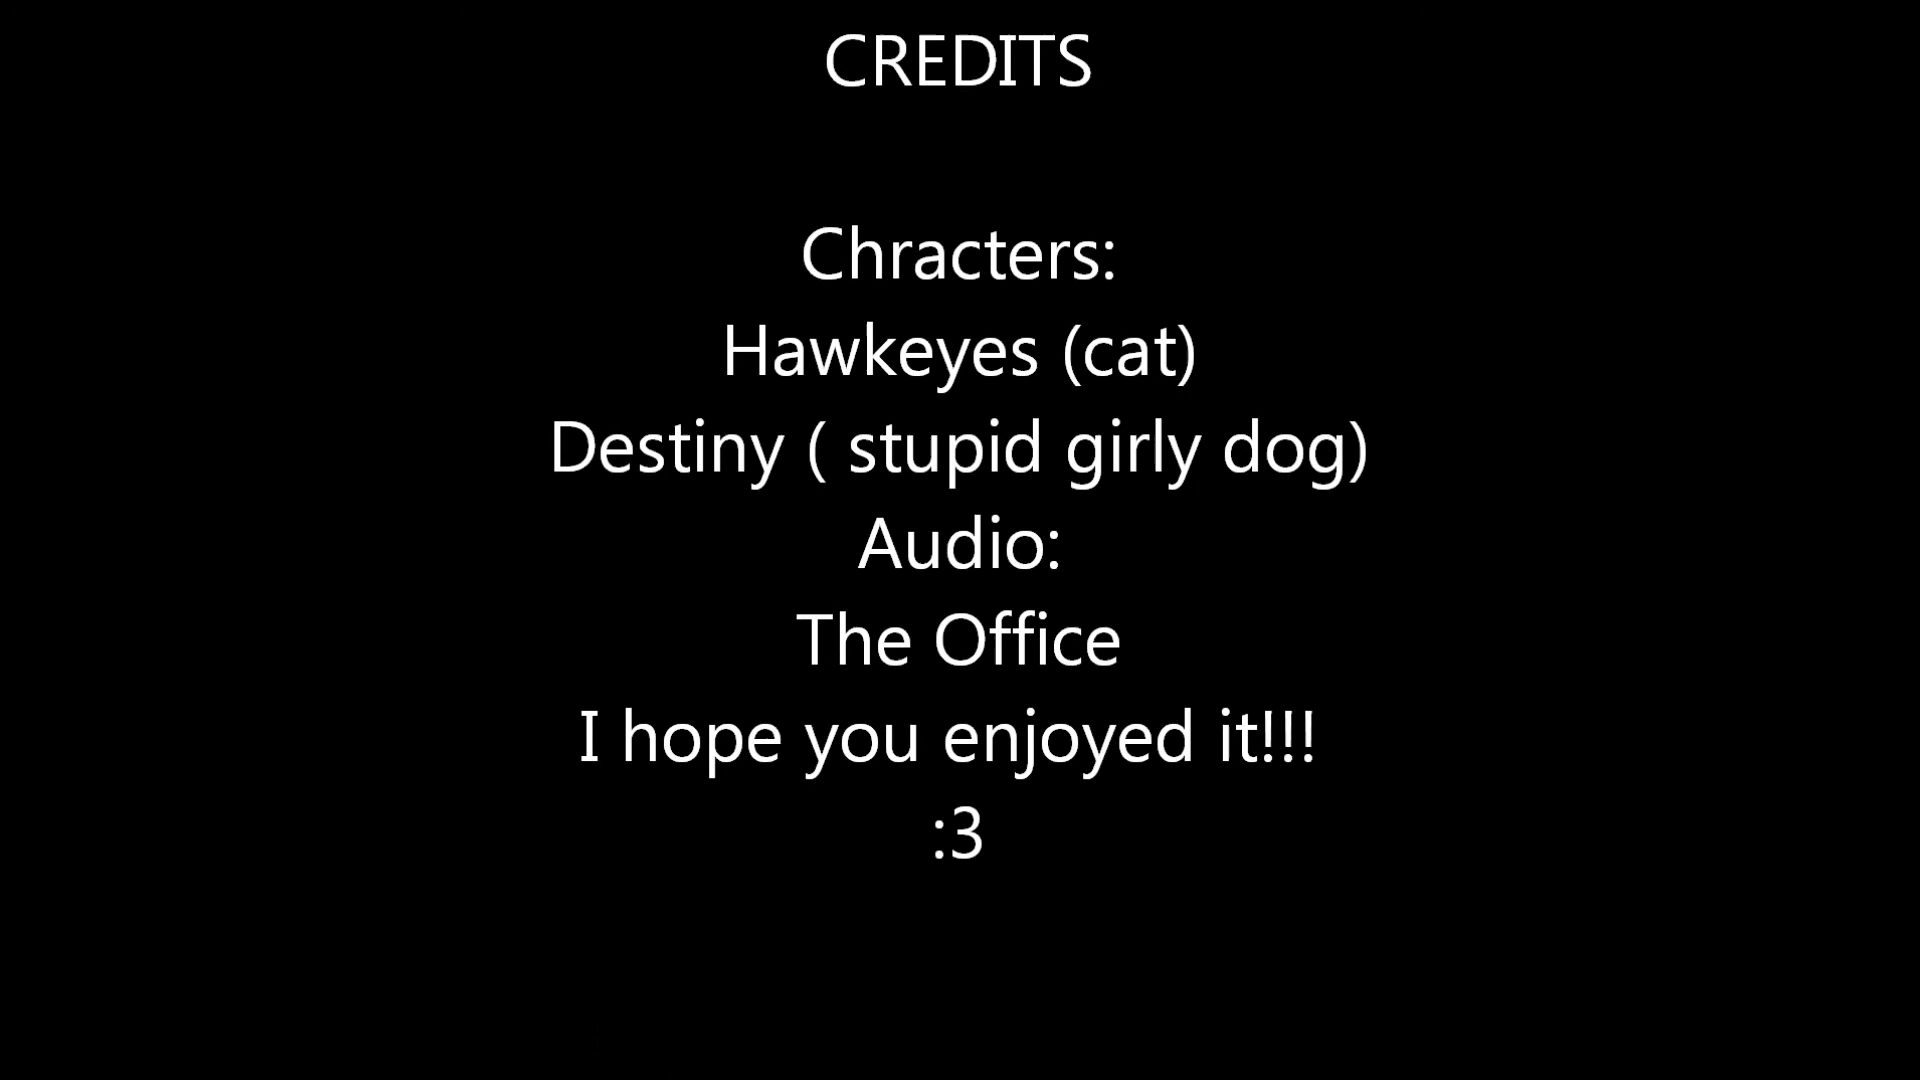 CREDITS
Chracters:
Hawkeyes (cat)
Destiny ( stupid girly dog)
Audio:
The Office
I hope you enjoyed it!!!
:3